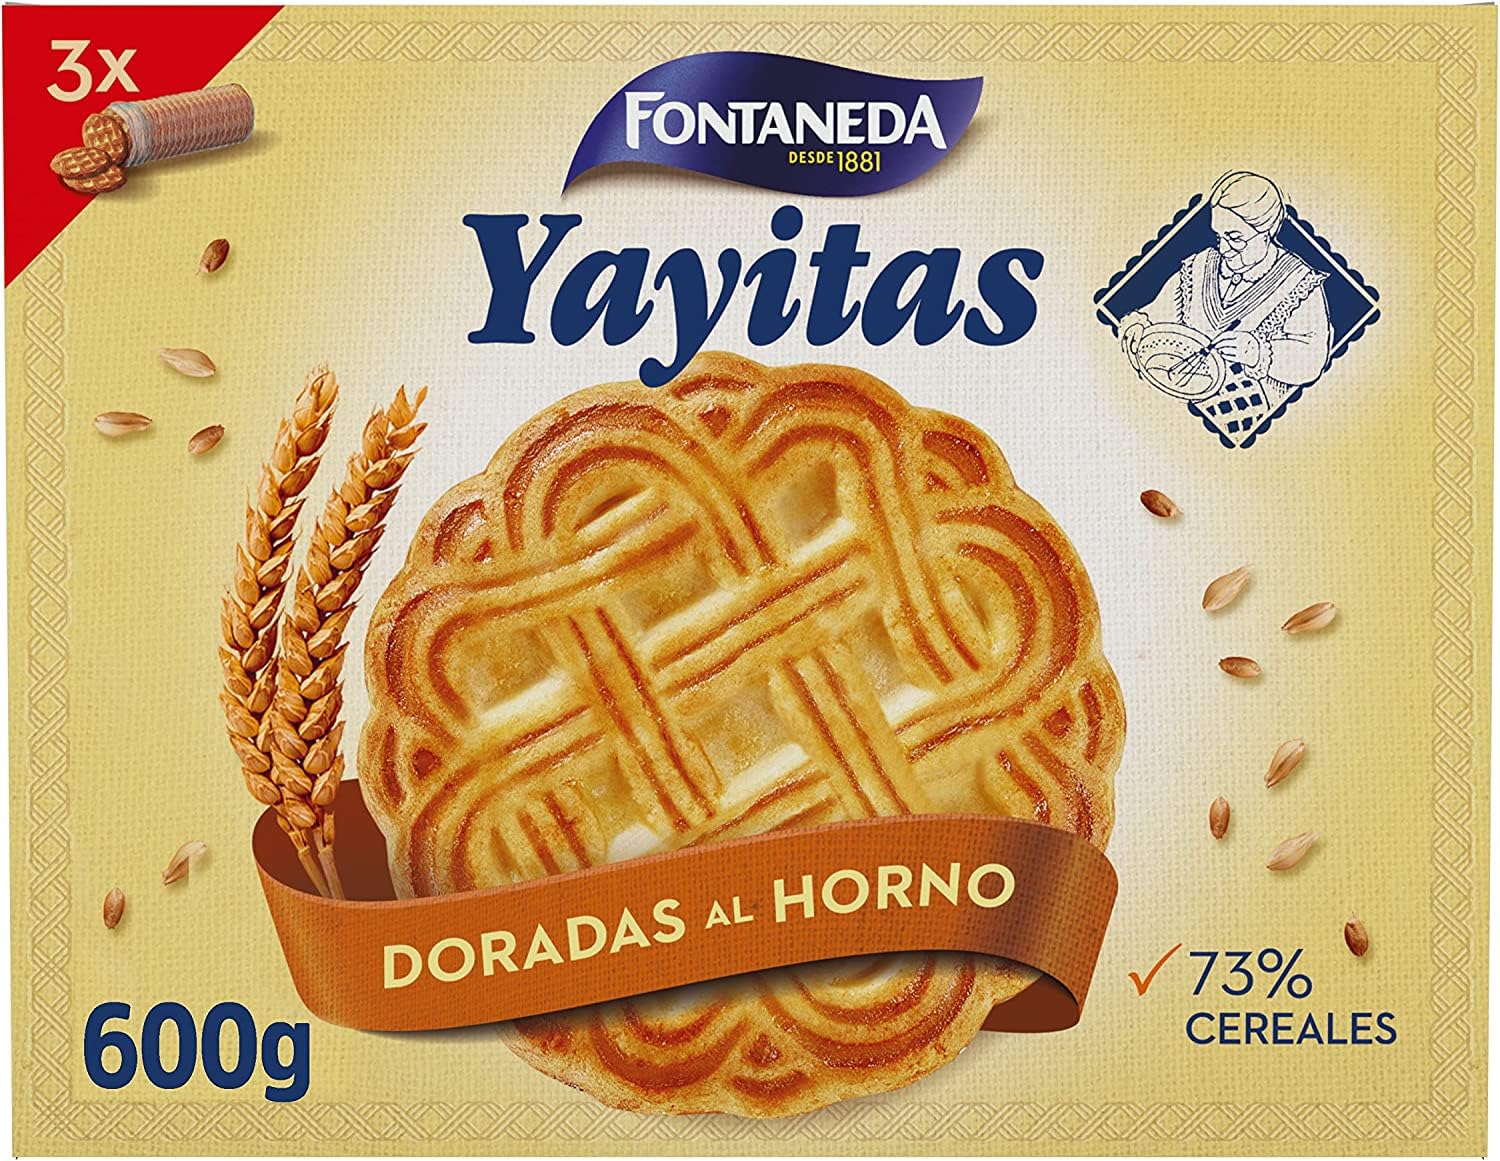 3x
FONTANEDA
DESDE 1881
Yayitas
DORADAS AL HORNO
73%
CEREALES
600g